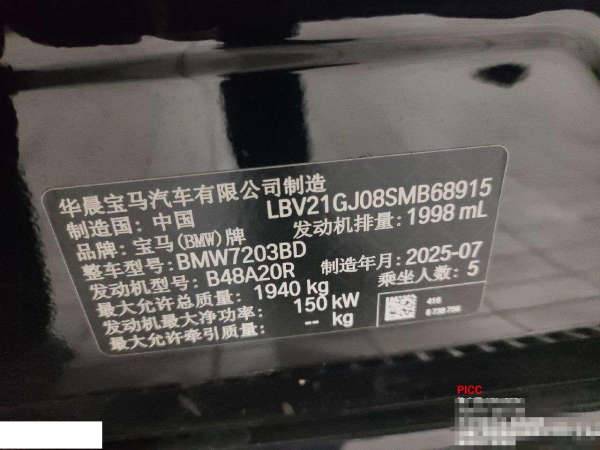 华晨宝马汽车有限公司制造
制造国: 中国 LBV21GJ08SMB68915
品牌: 宝马(BMW)牌 发动机排量: 1998 mL
整车型号: BMW7203BD
发动机型号: B48A20R 制造年月: 2025-07
最大允许总质量: 1940 kg 乘坐人数: 5
发动机最大净功率: 150 kW
最大允许牵引质量: -- kg
416
PICC